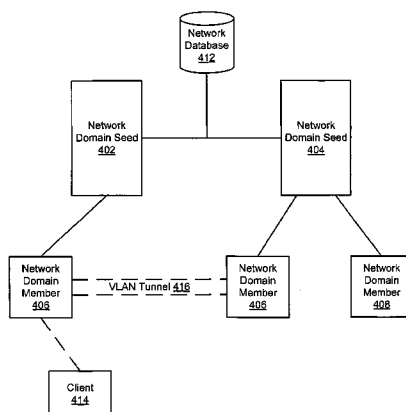 Network
Database
412
Network
Domain Seed
402
Network
Domain Seed
404
Network
Domain
Member
406
VLAN Tunnel 416
Network
Domain
Member
406
Network
Domain
Member
408
Client
414